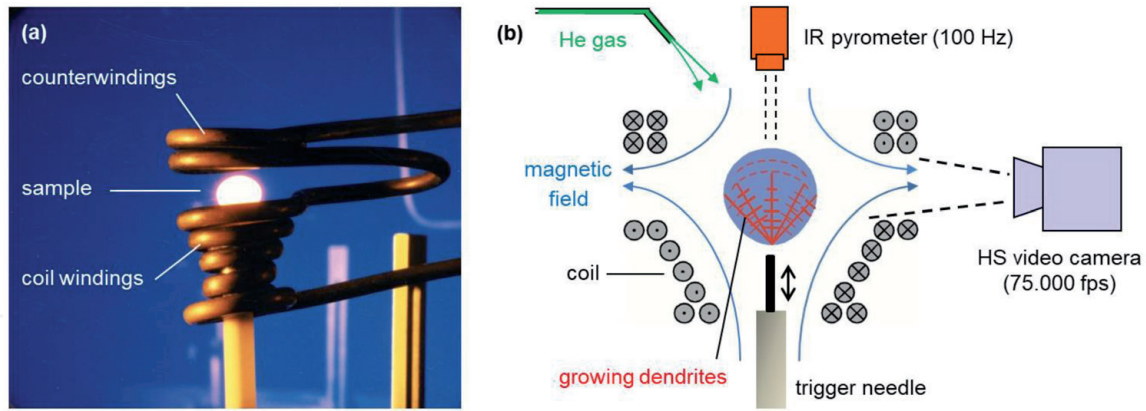 (a)
counterwindings
sample
coil windings
(b)
He gas
IR pyrometer (100 Hz)
magnetic
field
coil
HS video camera
(75.000 fps)
growing dendrites
trigger needle